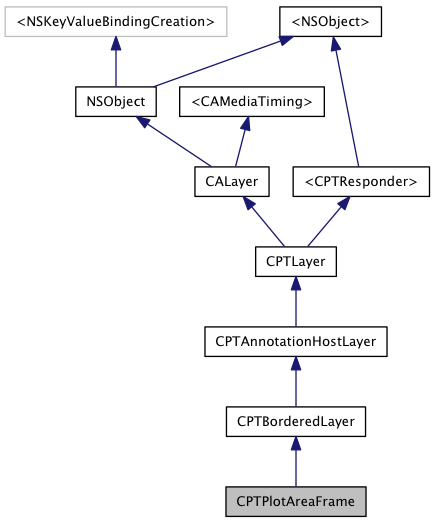 <NSKeyValueBindingCreation>
<NSObject>
NSObject
<CAMediaTiming>
CALayer
<CPTResponder>
CPTLayer
CPTAnnotationHostLayer
CPTBorderedLayer
CPTPlotAreaFrame